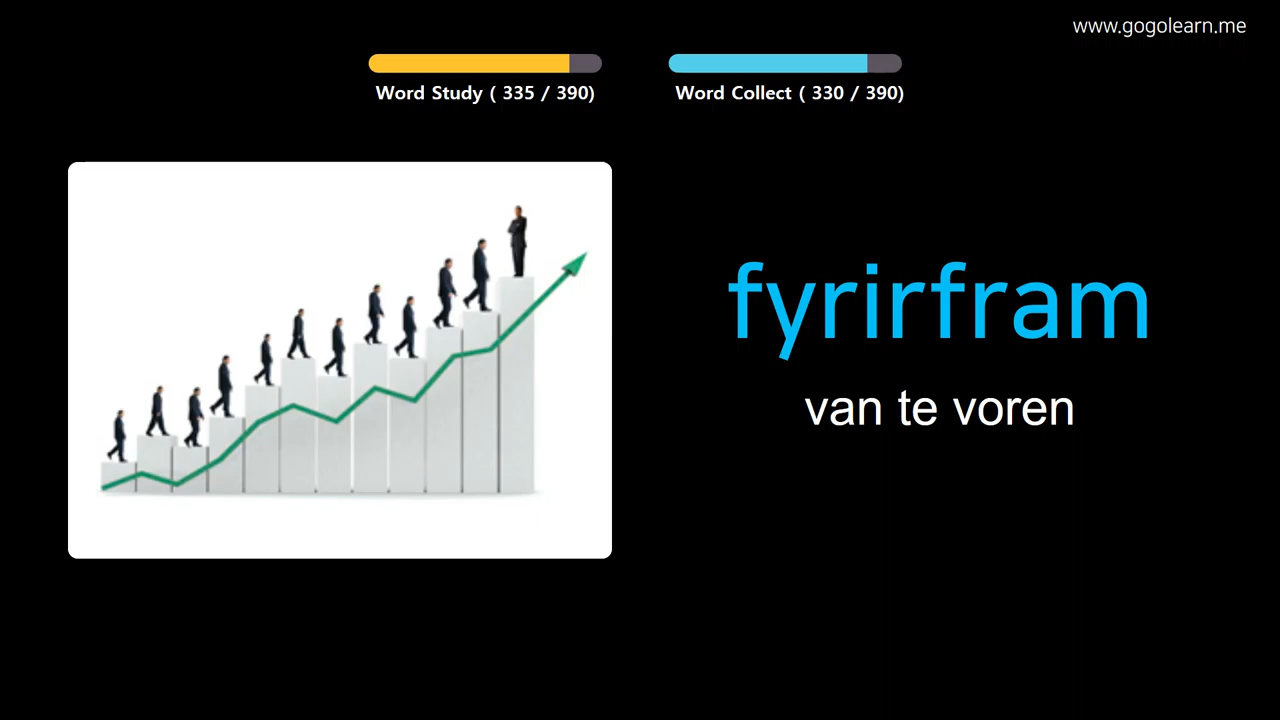 www.gogolearn.me
Word Study ( 335 / 390)
Word Collect ( 330 / 390)
fyrirfram
van te voren